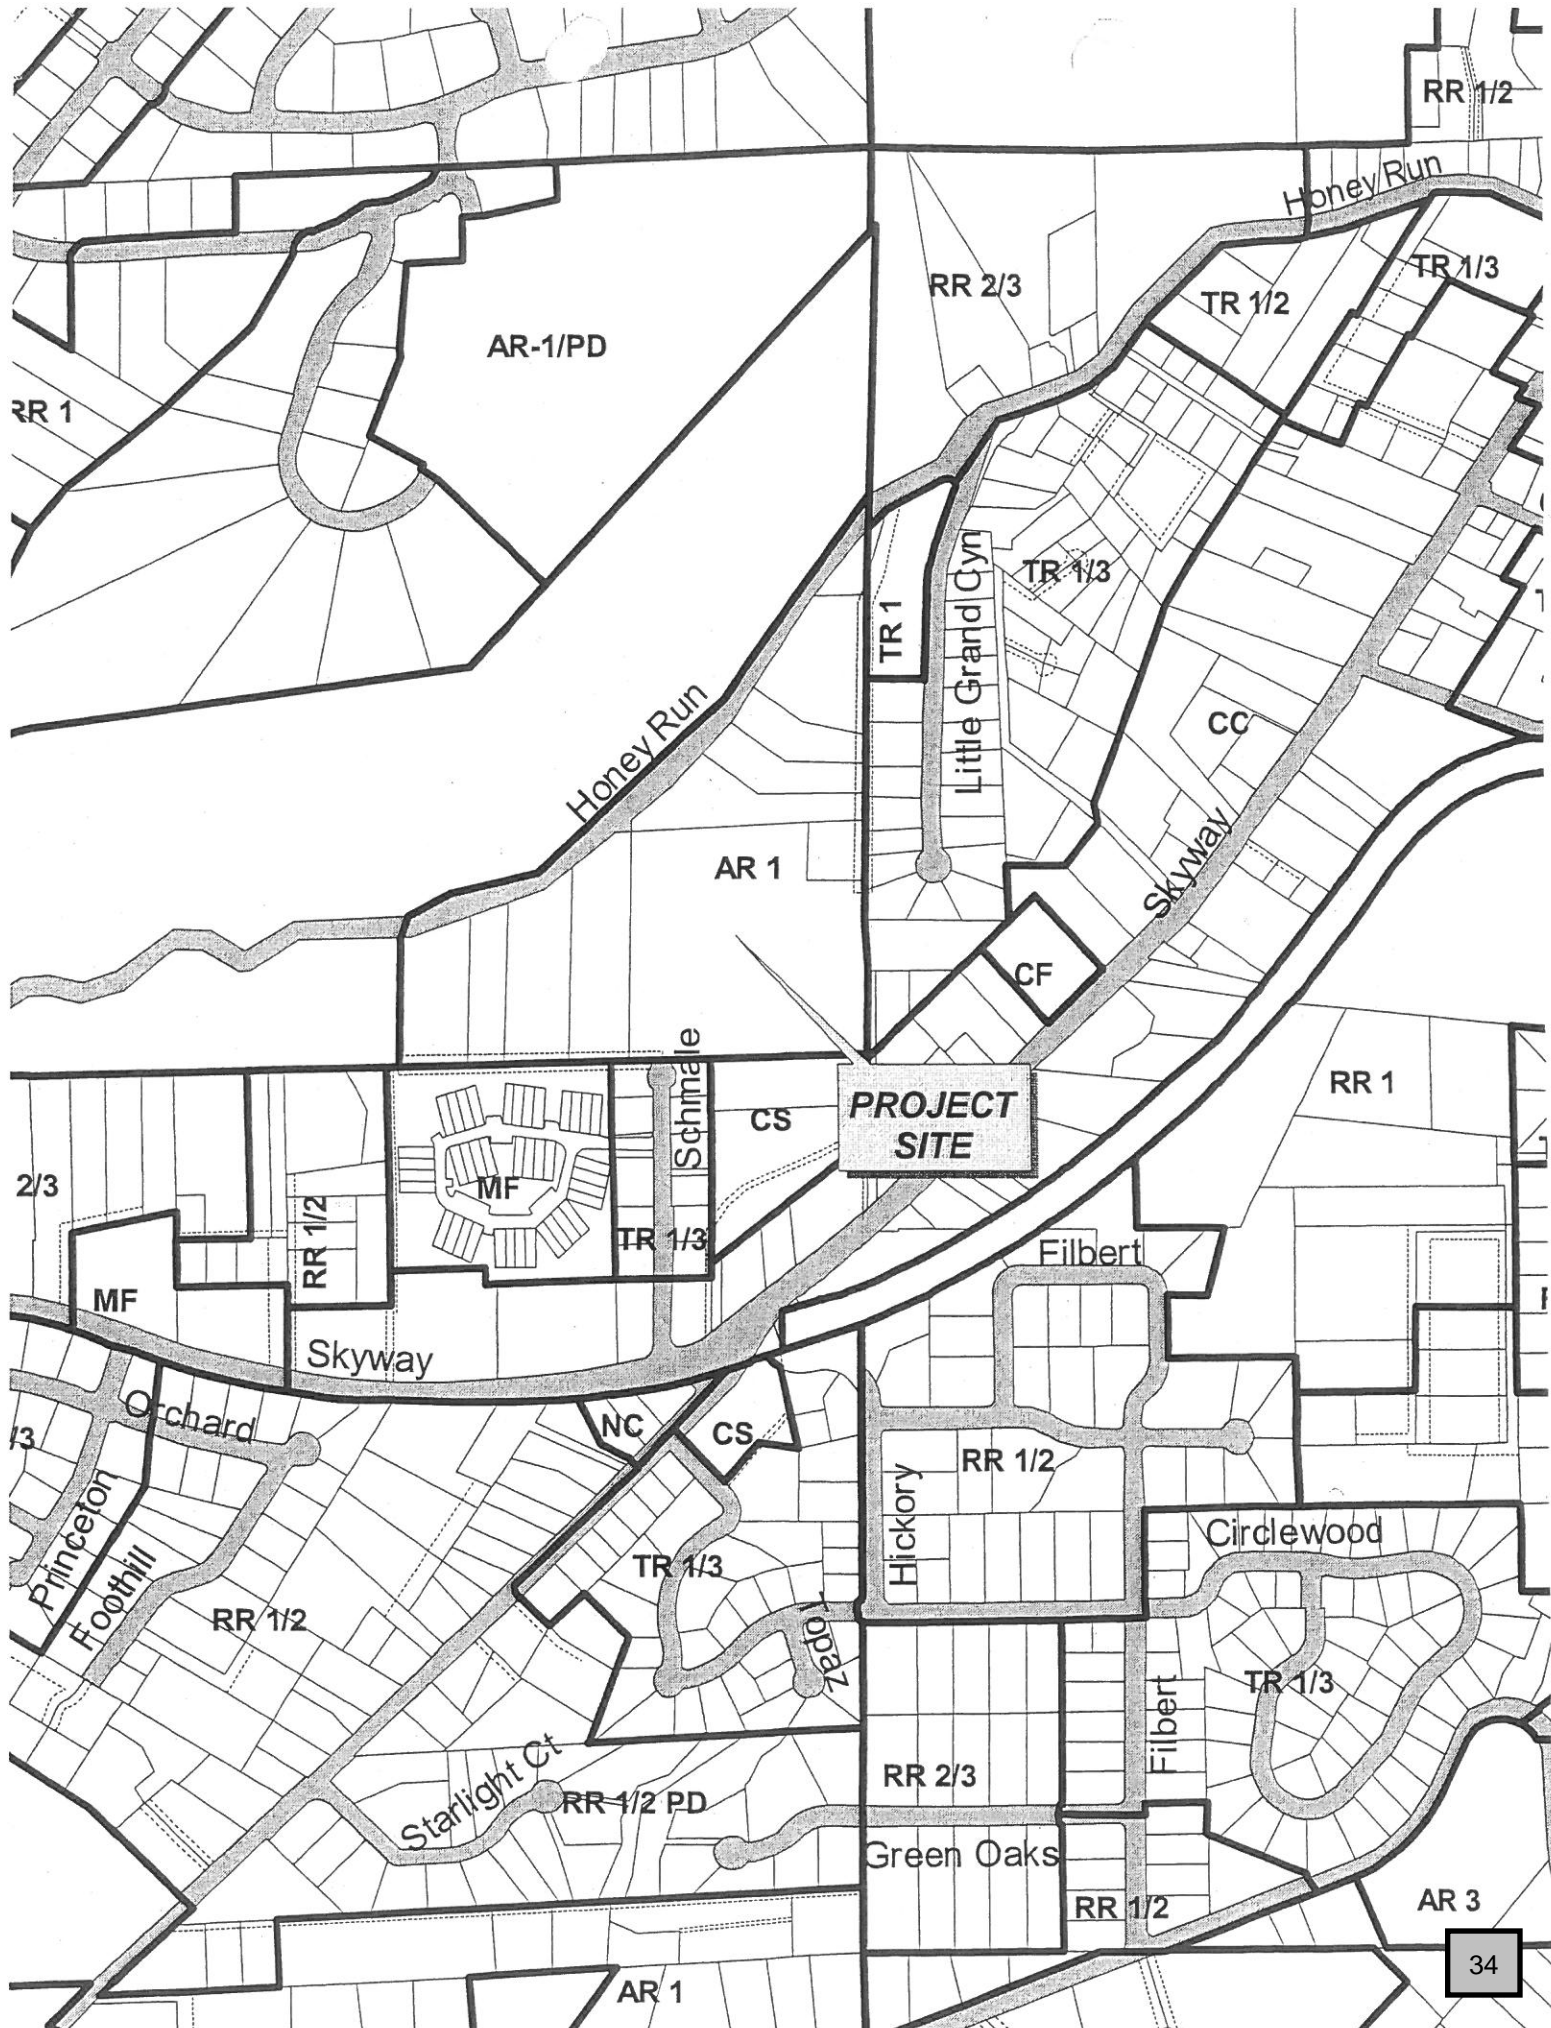 RR 1/2
Honey Run
TR 1/3
RR 2/3
TR 1/2
AR-1/PD
RR 1
TR 1/3
TR 1
Little Grand Cyn
CC
Honey Run
Skyway
AR 1
CF
Schmale
RR 1
PROJECT
SITE
CS
2/3
MF
RR 1/2
TR 1/3
Filbert
MF
Skyway
Orchard
NC
CS
/3
RR 1/2
Hickory
Princeton
Circlewood
Foothill
TR 1/3
RR 1/2
Topaz
TR 1/3
Filbert
Starlight Ct
RR 2/3
RR 1/2 PD
Green Oaks
RR 1/2
AR 3
34
AR 1